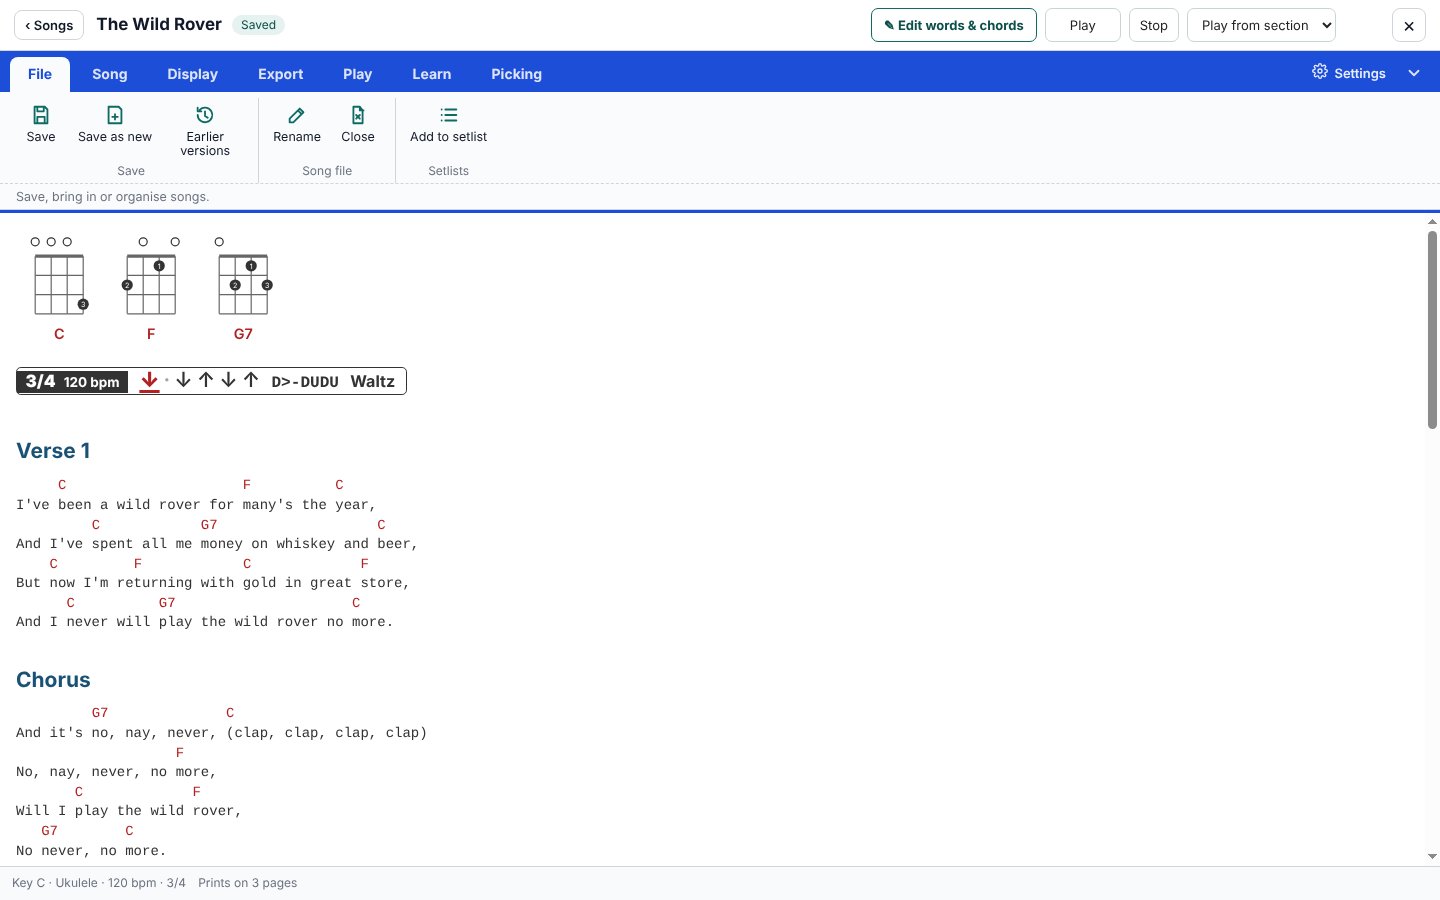 ‹ Songs The Wild Rover Saved ✎ Edit words & chords Play Stop Play from section ✕
File Song Display Export Play Learn Picking Settings
Save Save as new Earlier versions Rename Close Add to setlist
Save Song file Setlists
Save, bring in or organise songs.
1 1
2 2 3
3
C F G7
3/4 120 bpm ↓ · ↓ ↑ ↓ ↑ D>-DUDU Waltz
Verse 1
C F C
I've been a wild rover for many's the year,
C G7 C
And I've spent all me money on whiskey and beer,
C F C F
But now I'm returning with gold in great store,
C G7 C
And I never will play the wild rover no more.
Chorus
G7 C
And it's no, nay, never, (clap, clap, clap, clap)
F
No, nay, never, no more,
C F
Will I play the wild rover,
G7 C
No never, no more.
Key C · Ukulele · 120 bpm · 3/4 Prints on 3 pages